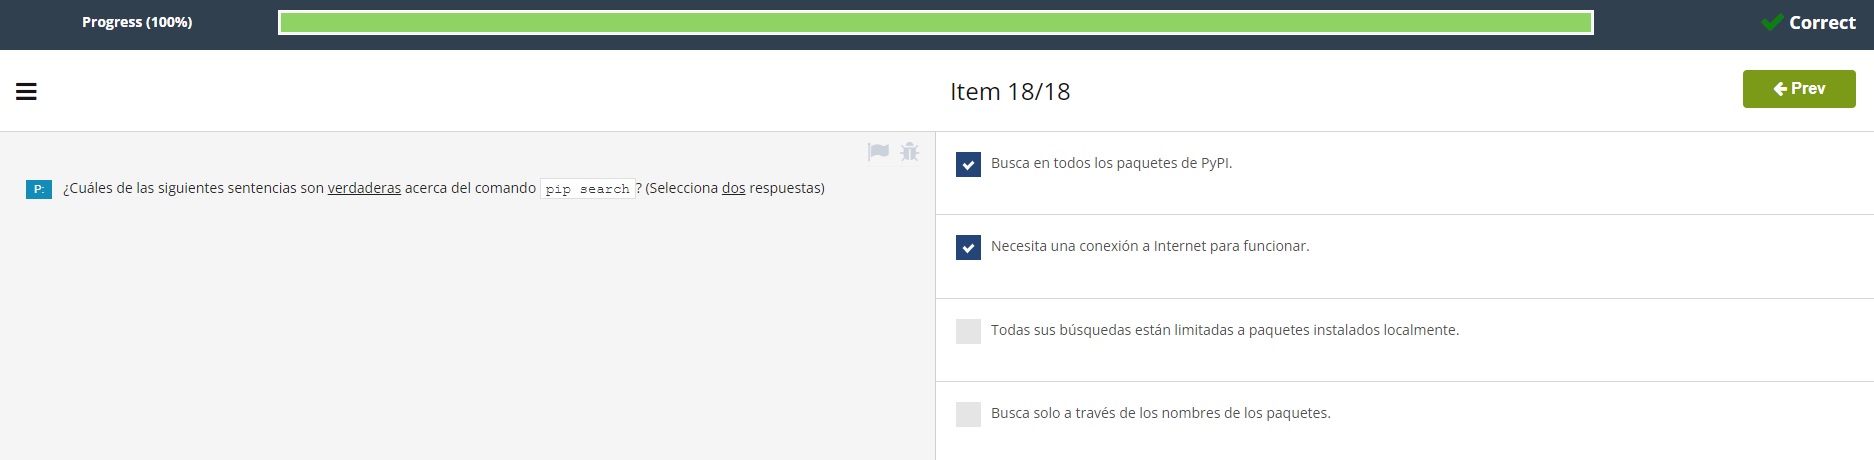 Progress (100%)
Correct
Item 18/18
Prev
P: ¿Cuáles de las siguientes sentencias son verdaderas acerca del comando pip search? (Selecciona dos respuestas)
Busca en todos los paquetes de PyPI.
Necesita una conexión a Internet para funcionar.
Todas sus búsquedas están limitadas a paquetes instalados localmente.
Busca solo a través de los nombres de los paquetes.